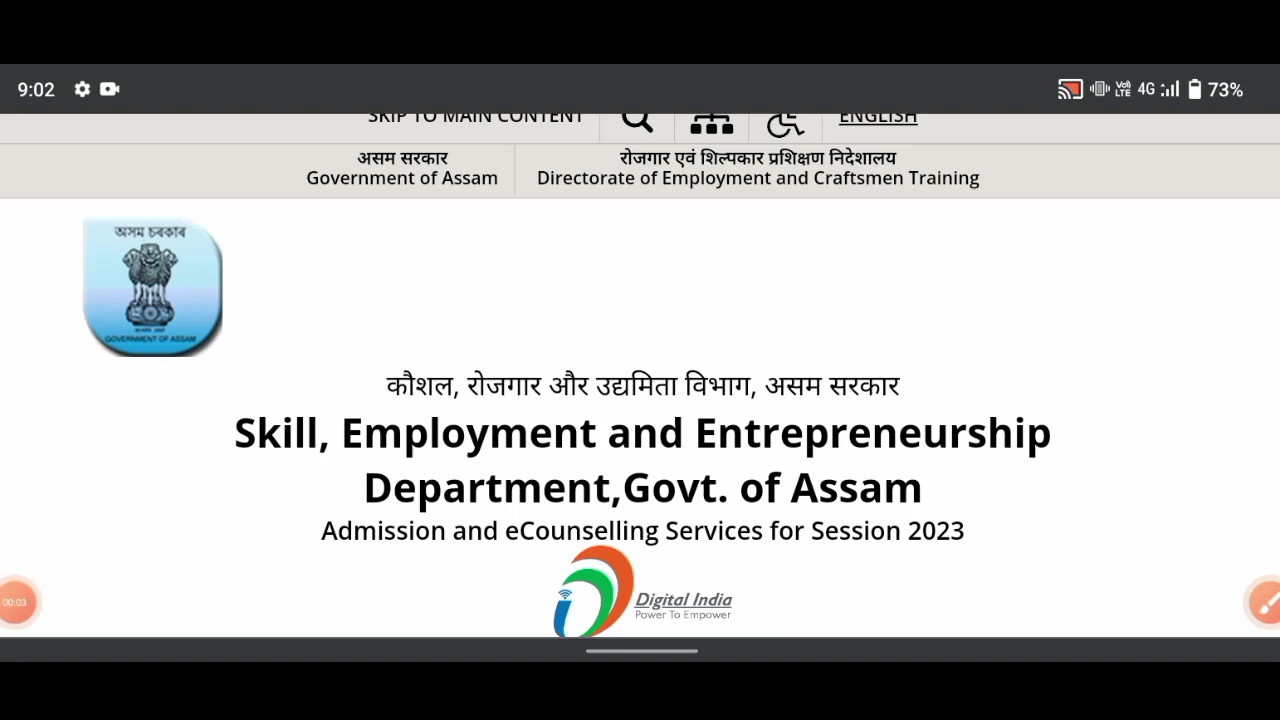 9:02 4G 73%
SKIP TO MAIN CONTENT ENGLISH
असम सरकार
Government of Assam
रोजगार एवं शिल्पकार प्रशिक्षण निदेशालय
Directorate of Employment and Craftsmen Training
অসম চৰকাৰ
GOVERNMENT OF ASSAM
कौशल, रोजगार और उद्यमिता विभाग, असम सरकार
Skill, Employment and Entrepreneurship
Department,Govt. of Assam
Admission and eCounselling Services for Session 2023
Digital India
Power To Empower
00:03